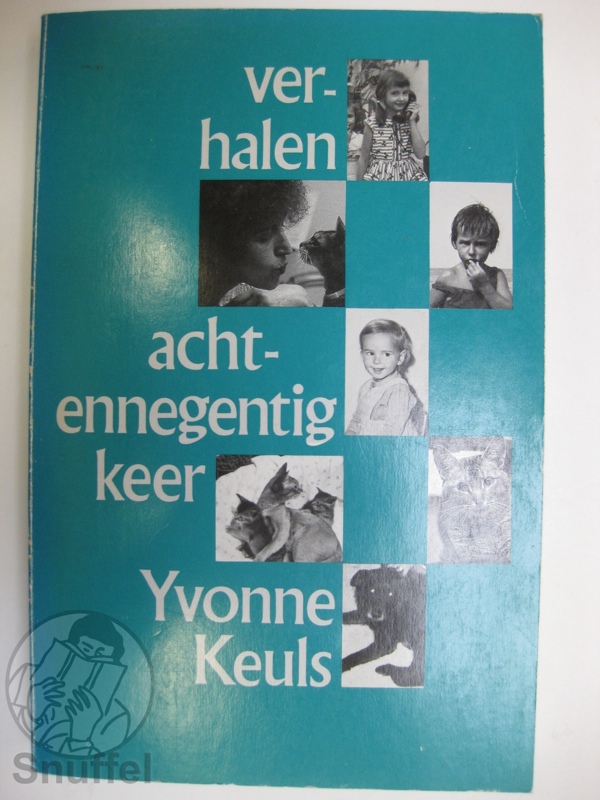 ver-
halen
acht-
ennegentig
keer
Yvonne
Keuls
Snuffel